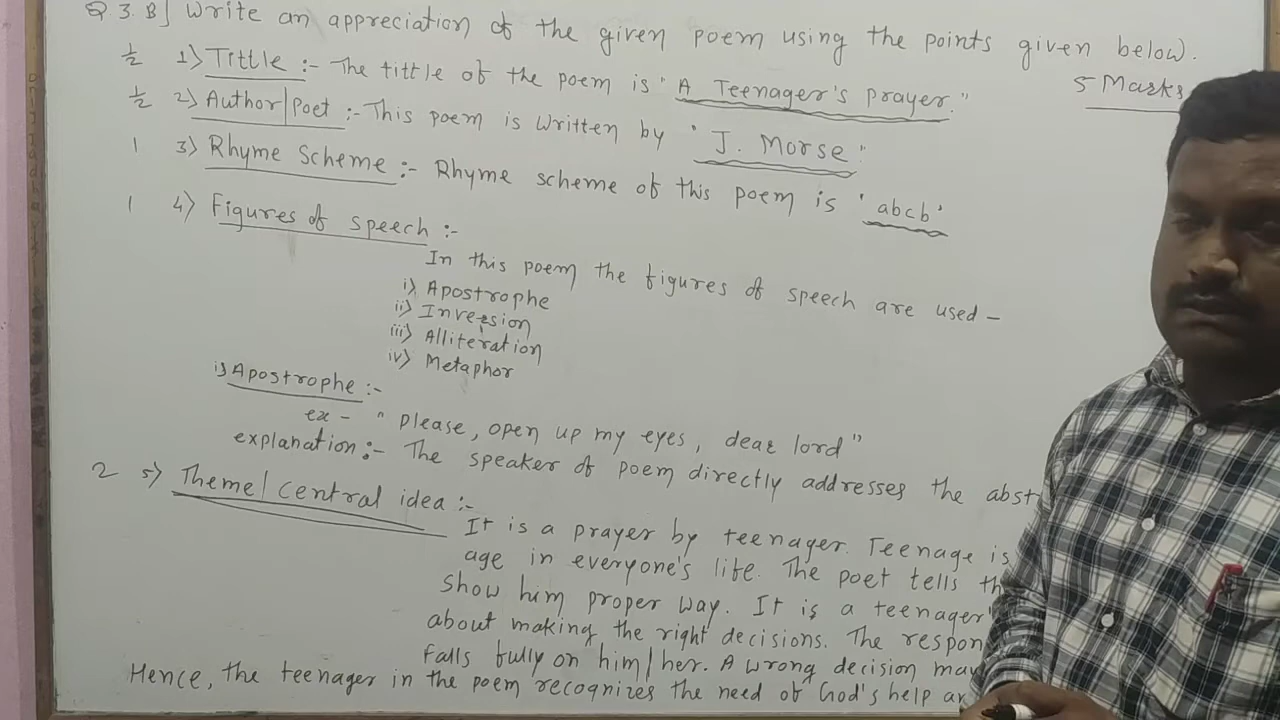 Q 3. B] Write an appreciation of the given poem using the points given below.
5 Marks
½ 1) Tittle :- The tittle of the poem is "A Teenager's prayer."
½ 2) Author/Poet :- This poem is written by "J. Morse"
1 3) Rhyme Scheme :- Rhyme scheme of this poem is 'abcb'
1 4) Figures of speech :-
In this poem the figures of speech are used -
i) Apostrophe
ii) Inversion
iii) Alliteration
iv) Metaphor
i) Apostrophe :-
ex - "please, open up my eyes, dear lord"
explanation :- The speaker of poem directly addresses the abst
2 5) Theme/central idea :-
It is a prayer by teenager. Teenage is
age in everyone's life. The poet tells th
show him proper way. It is a teenager'
about making the right decisions. The respon
falls fully on him/her. A wrong decision may
Hence, the teenager in the poem recognizes the need of God's help an